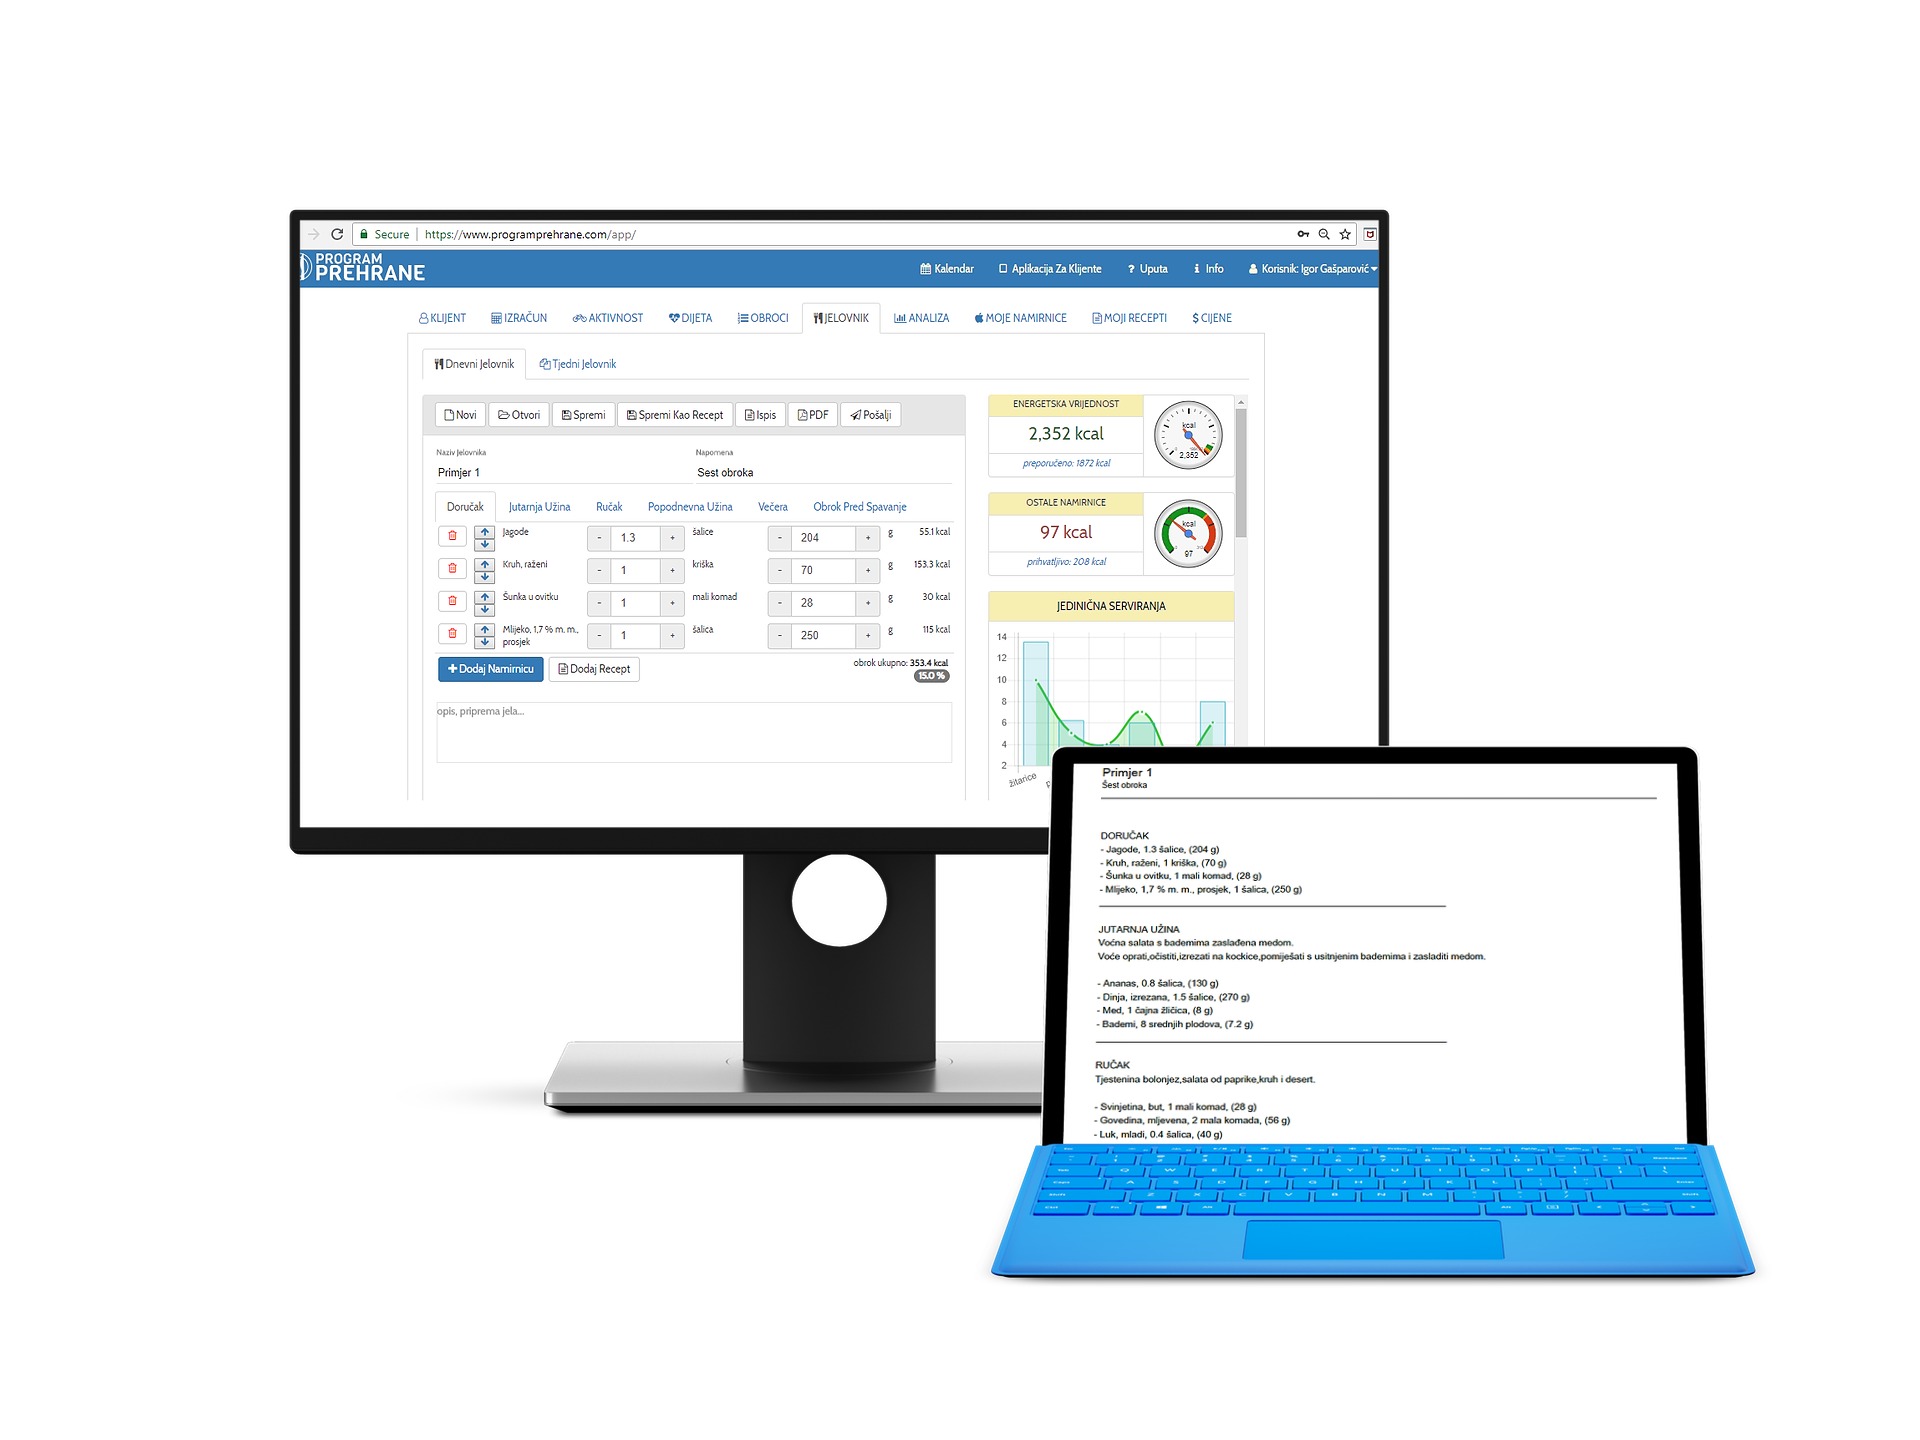 Secure | https://www.programprehrane.com/app/
PROGRAM
PREHRANE
Kalendar Aplikacija Za Klijente ? Uputa i Info Korisnik: Igor Gašparović
KLIJENT IZRAČUN AKTIVNOST DIJETA OBROCI JELOVNIK ANALIZA MOJE NAMIRNICE MOJI RECEPTI $ CIJENE
Dnevni Jelovnik Tjedni Jelovnik
Novi Otvori Spremi Spremi Kao Recept Ispis PDF Pošalji
Naziv Jelovnika Napomena
Primjer 1 Šest obroka
Doručak Jutarnja Užina Ručak Popodnevna Užina Večera Obrok Pred Spavanje
Jagode - 1.3 + šalice - 204 + g 55.1 kcal
Kruh, raženi - 1 + kriška - 70 + g 153.3 kcal
Šunka u ovitku - 1 + mali komad - 28 + g 30 kcal
Mlijeko, 1,7 % m. m., prosjek - 1 + šalica - 250 + g 115 kcal
+ Dodaj Namirnicu Dodaj Recept obrok ukupno: 353.4 kcal
15.0 %
opis, priprema jela...
ENERGETSKA VRIJEDNOST
2,352 kcal
preporučeno: 1872 kcal
kcal
2,352
OSTALE NAMIRNICE
97 kcal
prihvatljivo: 208 kcal
kcal
97
JEDINIČNA SERVIRANJA
14
12
10
8
6
4
2
žitarice
Primjer 1
Šest obroka
DORUČAK
- Jagode, 1.3 šalice, (204 g)
- Kruh, raženi, 1 kriška, (70 g)
- Šunka u ovitku, 1 mali komad, (28 g)
- Mlijeko, 1,7 % m. m., prosjek, 1 šalica, (250 g)
JUTARNJA UŽINA
Voćna salata s bademima zaslađena medom.
Voće oprati,očistiti,izrezati na kockice,pomiješati s usitnjenim bademima i zasladiti medom.
- Ananas, 0.8 šalica, (130 g)
- Dinja, izrezana, 1.5 šalice, (270 g)
- Med, 1 čajna žličica, (8 g)
- Bademi, 8 srednjih plodova, (7.2 g)
RUČAK
Tjestenina bolonjez,salata od paprike,kruh i desert.
- Svinjetina, but, 1 mali komad, (28 g)
- Govedina, mljevena, 2 mala komada, (56 g)
- Luk, mladi, 0.4 šalica, (40 g)
Q W E R T Y U I O P
A S D F G H J K L
Z X C V B N M